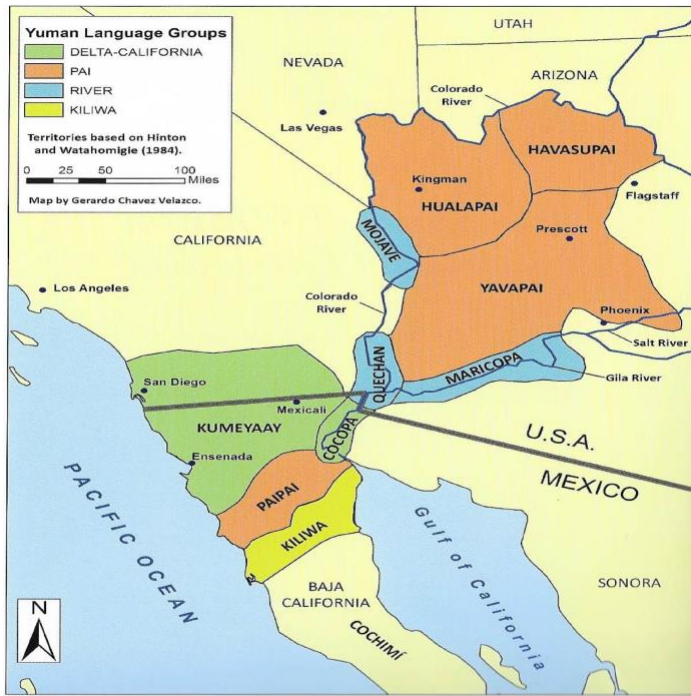 Yuman Language Groups
DELTA-CALIFORNIA
PAI
RIVER
KILIWA
Territories based on Hinton
and Watahomigie (1984).
0 25 50 100
Miles
Map by Gerardo Chavez Velazco.
UTAH
NEVADA
ARIZONA
Colorado
River
Las Vegas
HAVASUPAI
Kingman
Flagstaff
HUALAPAI
MOJAVE
Prescott
CALIFORNIA
YAVAPAI
Los Angeles
Colorado
River
Phoenix
Salt River
QUECHAN
MARICOPA
Gila River
San Diego
Mexicali
KUMEYAAY
COCOPA
U.S.A.
Ensenada
MEXICO
PAIPAI
PACIFIC OCEAN
KILIWA
Gulf of California
BAJA
CALIFORNIA
SONORA
COCHIMÍ
N